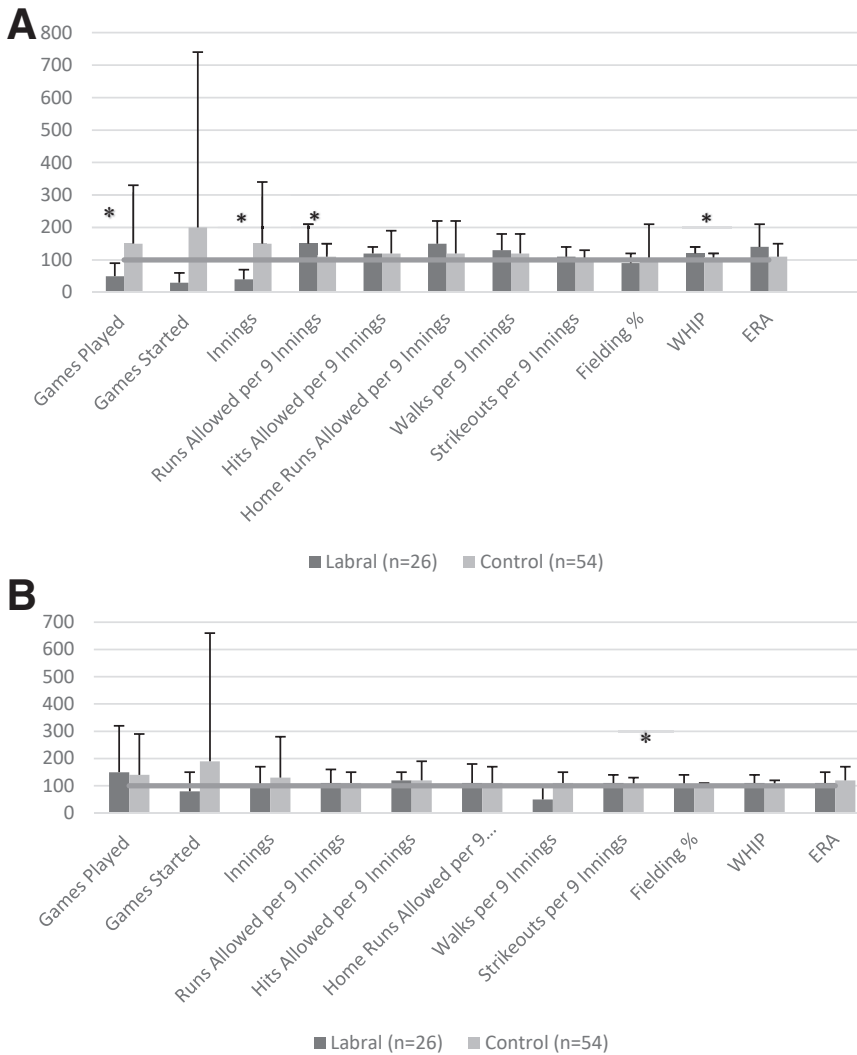 A
800
700
600
500
400
300
200
100
0
*
*
*
*
Games Played
Games Started
Innings
Runs Allowed per 9 Innings
Hits Allowed per 9 Innings
Home Runs Allowed per 9 Innings
Walks per 9 Innings
Strikeouts per 9 Innings
Fielding %
WHIP
ERA
Labral (n=26) Control (n=54)
B
700
600
500
400
300
200
100
0
*
Games Played
Games Started
Innings
Runs Allowed per 9 Innings
Hits Allowed per 9 Innings
Home Runs Allowed per 9...
Walks per 9 Innings
Strikeouts per 9 Innings
Fielding %
WHIP
ERA
Labral (n=26) Control (n=54)